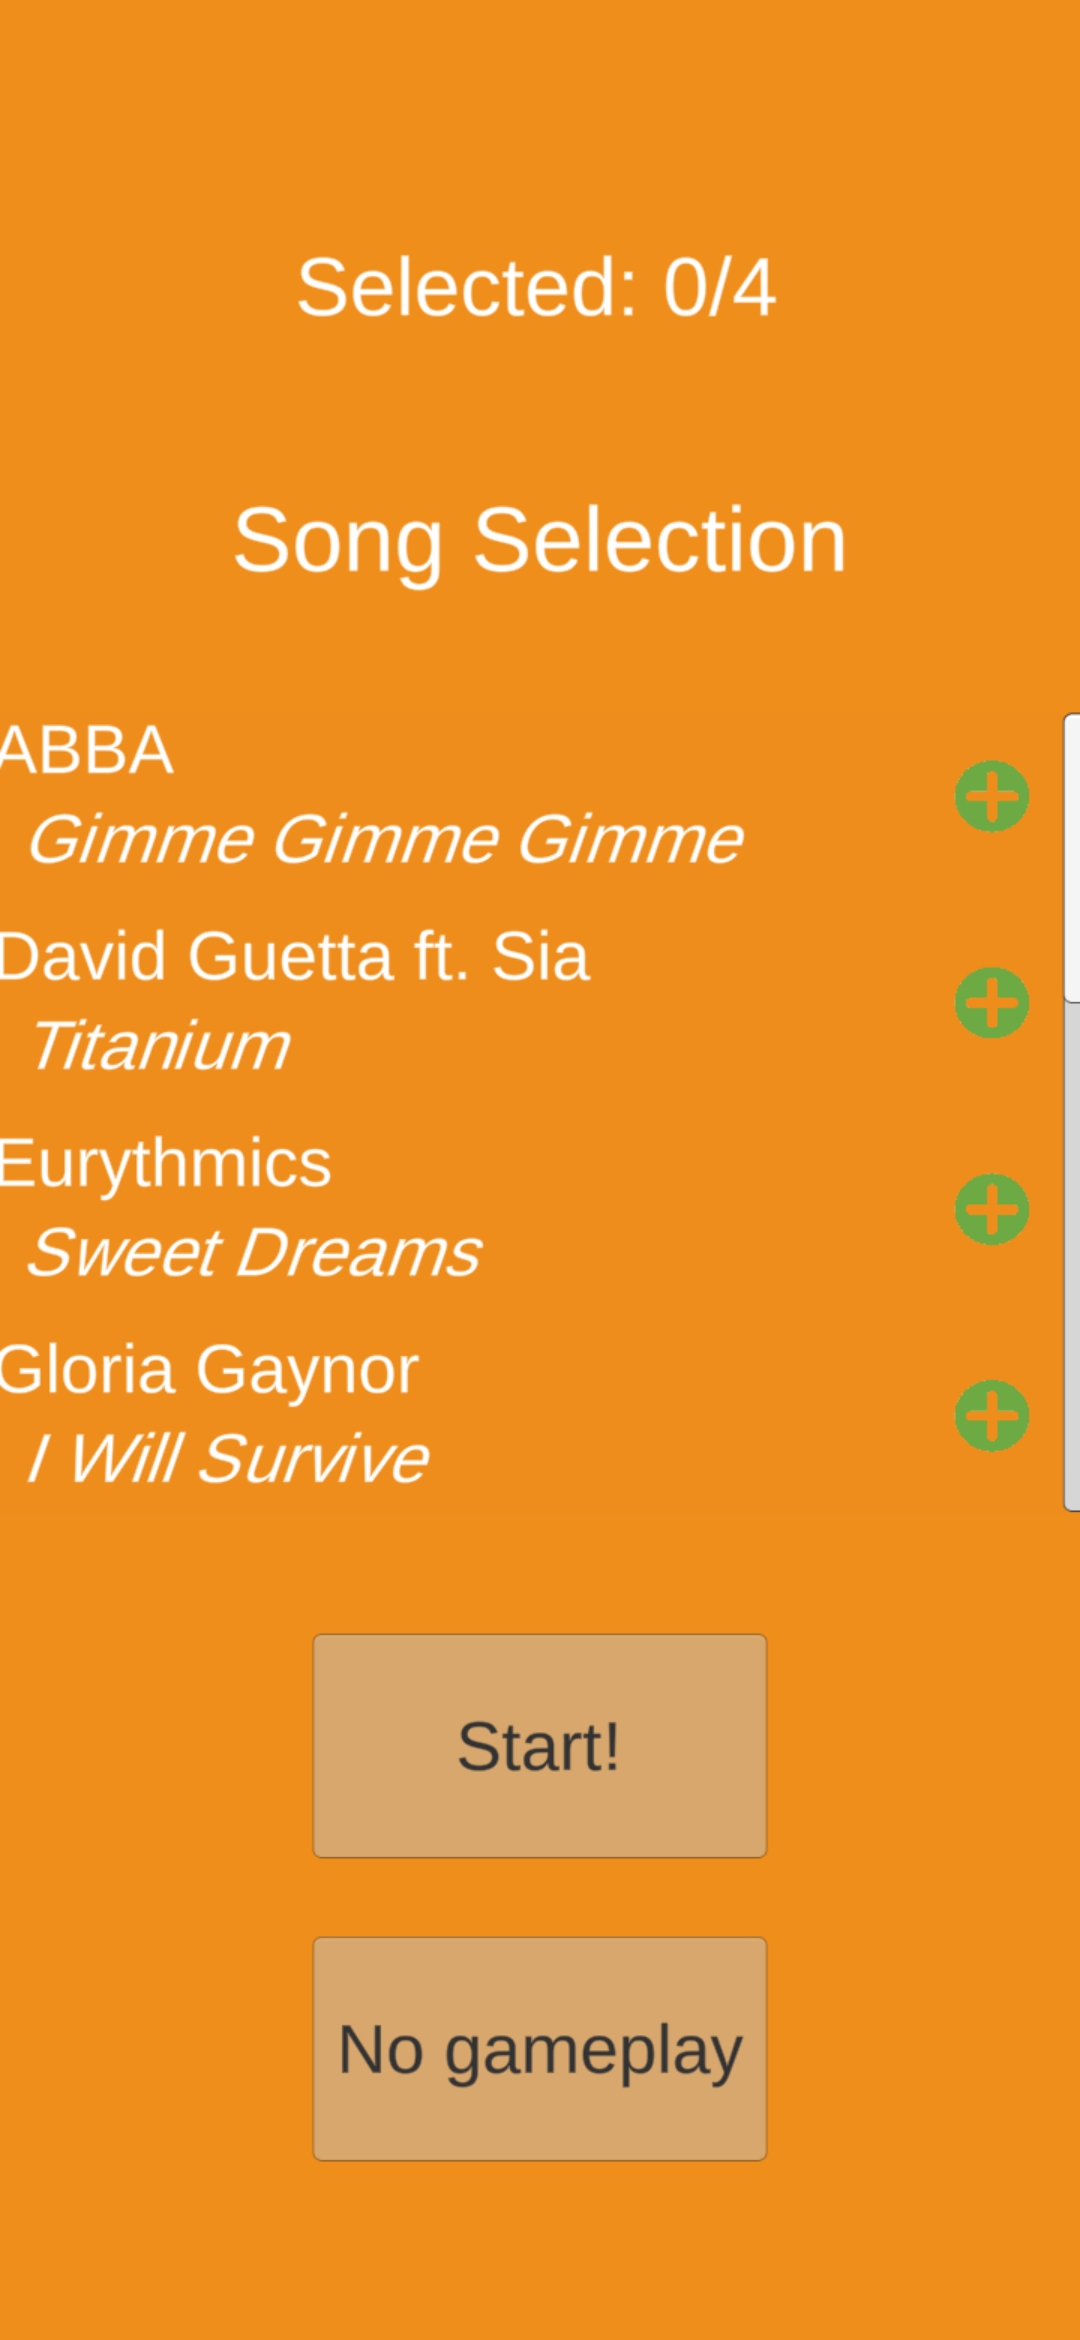 Selected: 0/4
Song Selection
ABBA
Gimme Gimme Gimme
David Guetta ft. Sia
Titanium
Eurythmics
Sweet Dreams
Gloria Gaynor
I Will Survive
Start!
No gameplay